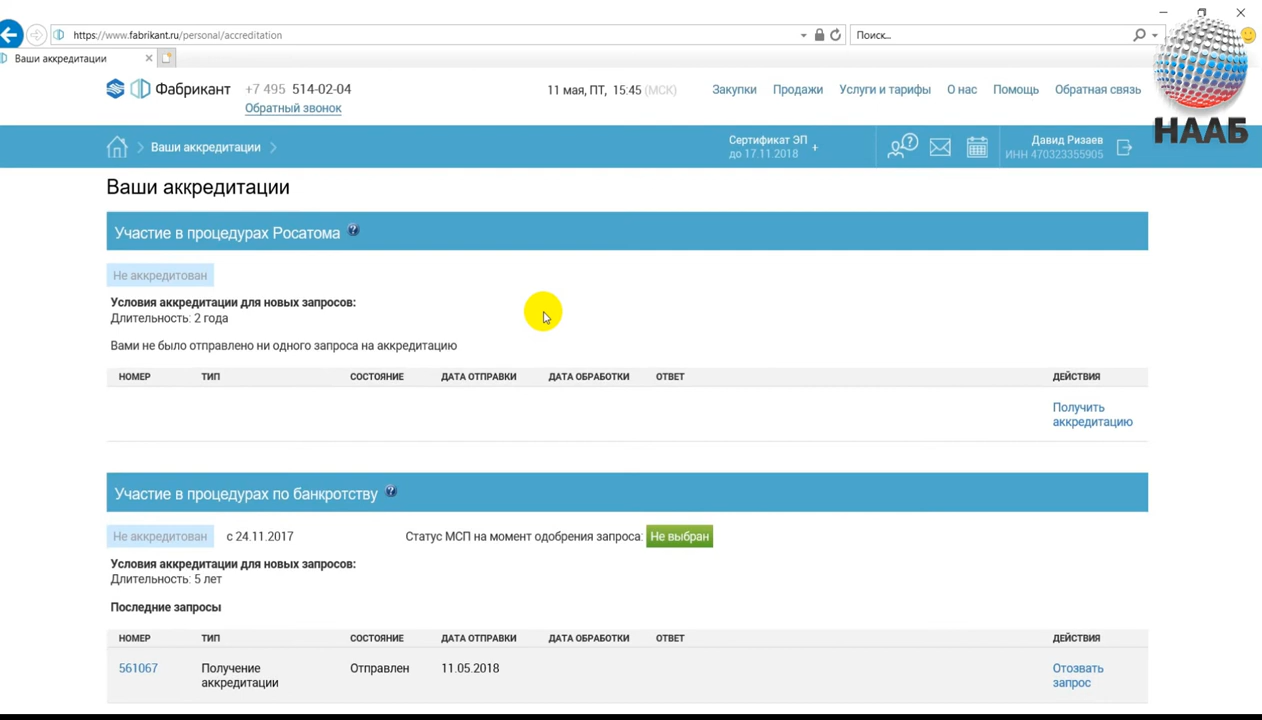 https://www.fabrikant.ru/personal/accreditation
Поиск...
Ваши аккредитации
Фабрикант
+7 495 514-02-04
Обратный звонок
11 мая, ПТ, 15:45 (МСК)
Закупки
Продажи
Услуги и тарифы
О нас
Помощь
Обратная связь
НААБ
Ваши аккредитации
Сертификат ЭП
до 17.11.2018
+
Давид Ризаев
ИНН 470323355905
Ваши аккредитации
Участие в процедурах Росатома ?
Не аккредитован
Условия аккредитации для новых запросов:
Длительность: 2 года
Вами не было отправлено ни одного запроса на аккредитацию
НОМЕР ТИП СОСТОЯНИЕ ДАТА ОТПРАВКИ ДАТА ОБРАБОТКИ ОТВЕТ ДЕЙСТВИЯ
Получить
аккредитацию
Участие в процедурах по банкротству ?
Не аккредитован с 24.11.2017 Статус МСП на момент одобрения запроса: Не выбран
Условия аккредитации для новых запросов:
Длительность: 5 лет
Последние запросы
НОМЕР ТИП СОСТОЯНИЕ ДАТА ОТПРАВКИ ДАТА ОБРАБОТКИ ОТВЕТ ДЕЙСТВИЯ
561067 Получение Отправлен 11.05.2018 Отозвать
аккредитации запрос